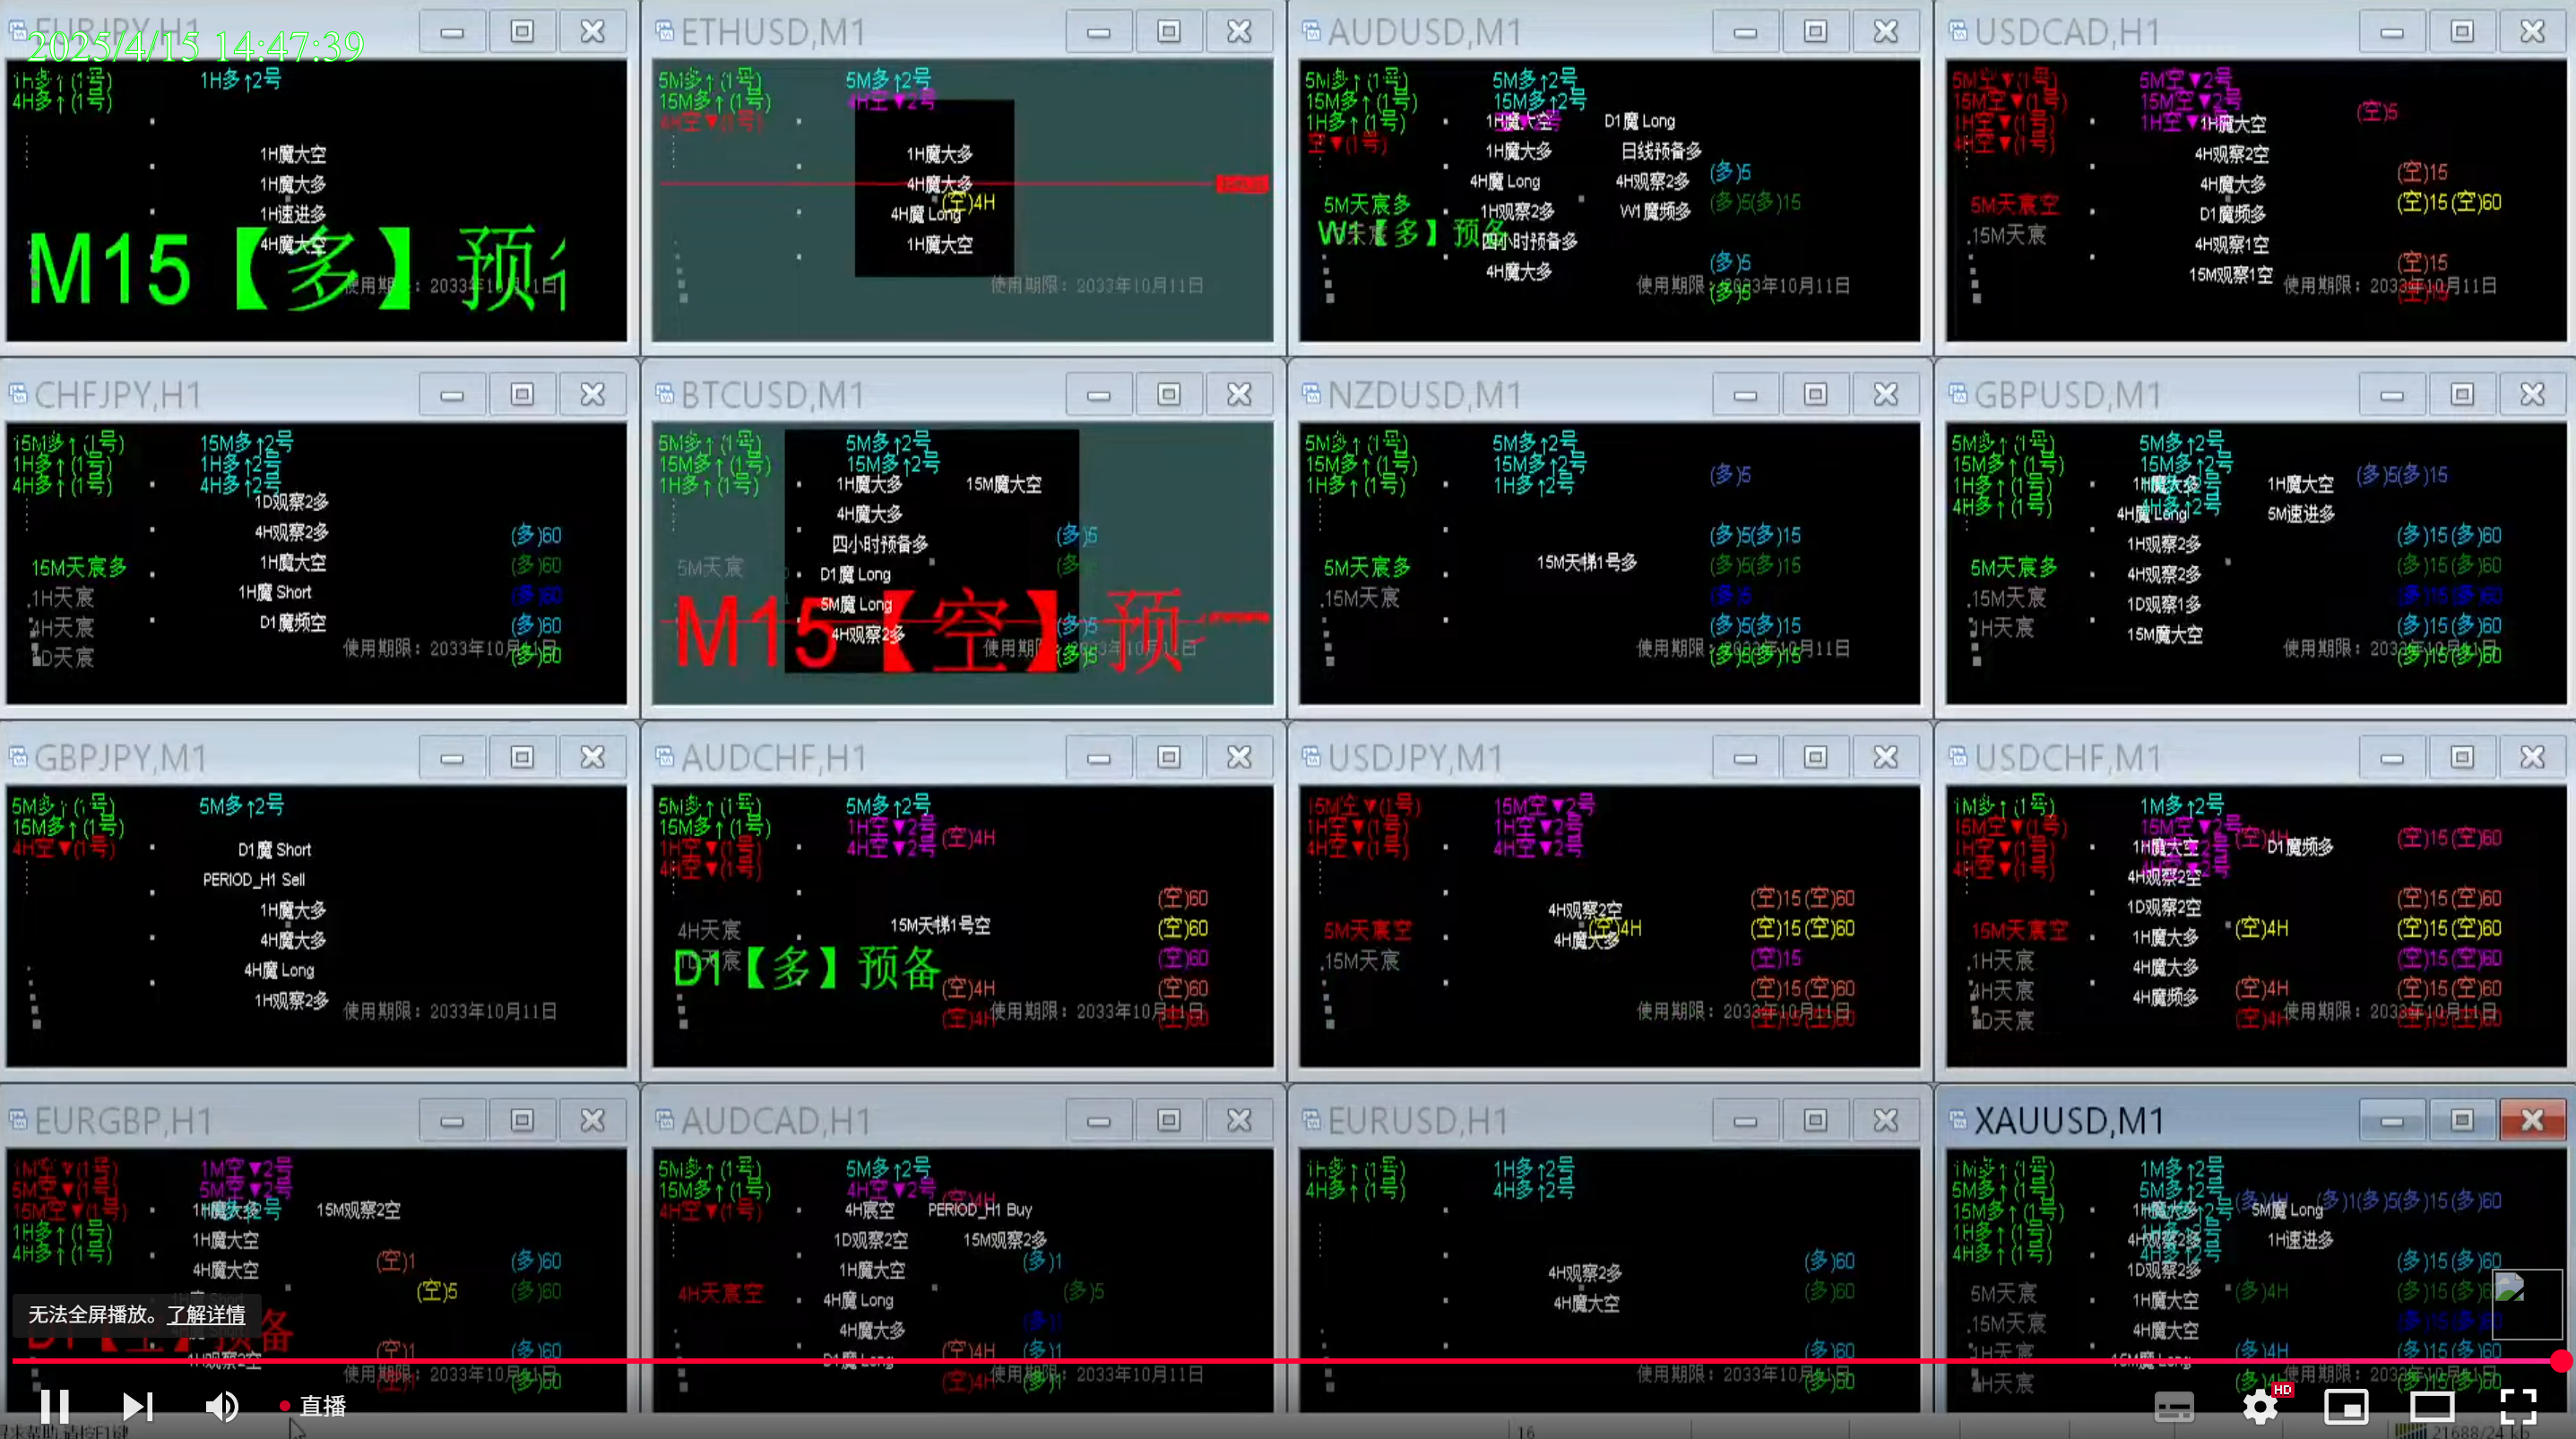 EURJPY,H1
2025/4/15 14:47:39
1H多↑(1号)
4H多↑(1号)
1H多↑2号
1H魔大空
1H魔大多
1H速进多
4H魔大空
M15【多】预
使用期限：2033年10月11日
ETHUSD,M1
5M多↑(1号)
15M多↑(1号)
4H空▼(1号)
5M多↑2号
4H空▼2号
1H魔大多
4H魔大多
(空)4H
4H魔 Long
1H魔大空
使用期限：2033年10月11日
AUDUSD,M1
5M多↑(1号)
15M多↑(1号)
1H多↑(1号)
空▼(1号)
5M多↑2号
15M多↑2号
1H魔大空
D1魔 Long
1H魔大多
日线预备多
(多)5
4H魔 Long
4H观察2多
5M天宸多
1H观察2多
W1魔频多
(多)5(多)15
W1【多】预备
四小时预备多
4H魔大多
(多)5
(多)5
使用期限：2033年10月11日
USDCAD,H1
5M空▼(1号)
15M空▼(1号)
1H空▼(1号)
4H空▼(1号)
5M空▼2号
15M空▼2号
1H空▼2号
1H魔大空
(空)5
4H观察2空
4H魔大多
(空)15
D1魔频多
(空)15(空)60
5M天宸空
15M天宸
4H观察1空
(空)15
15M观察1空
(空)15
使用期限：2033年10月11日
CHFJPY,H1
15M多↑(1号)
1H多↑(1号)
4H多↑(1号)
15M多↑2号
1H多↑2号
4H多↑2号
1D观察2多
4H观察2多
(多)60
1H魔大空
(多)60
15M天宸多
1H魔 Short
(多)60
1H天宸
D1魔频空
(多)60
4H天宸
1D天宸
(多)60
使用期限：2033年10月11日
BTCUSD,M1
5M多↑(1号)
15M多↑(1号)
1H多↑(1号)
5M多↑2号
15M多↑2号
1H魔大多
15M魔大空
4H魔大多
四小时预备多
(多)5
5M天宸
D1魔 Long
5M魔 Long
M15【空】预
4H观察2多
(多)5
(多)5
NZDUSD,M1
5M多↑(1号)
15M多↑(1号)
1H多↑(1号)
5M多↑2号
15M多↑2号
1H多↑2号
(多)5
(多)5(多)15
15M天梯1号多
(多)5(多)15
5M天宸多
15M天宸
(多)5
(多)5(多)15
(多)5(多)15
使用期限：2033年10月11日
GBPUSD,M1
5M多↑(1号)
15M多↑(1号)
1H多↑(1号)
4H多↑(1号)
5M多↑2号
15M多↑2号
1H魔大多
4H多↑2号
1H魔大空
(多)5(多)15
4H魔 Long
5M速进多
1H观察2多
(多)15(多)60
4H观察2多
(多)15(多)60
5M天宸多
15M天宸
1D观察1多
(多)15(多)60
1H天宸
15M魔大空
(多)15(多)60
(多)15(多)60
使用期限：2033年10月11日
GBPJPY,M1
5M多↑(1号)
15M多↑(1号)
4H空▼(1号)
5M多↑2号
D1魔 Short
PERIOD_H1 Sell
1H魔大多
4H魔大多
4H魔 Long
1H观察2多
使用期限：2033年10月11日
AUDCHF,H1
5M多↑(1号)
15M多↑(1号)
1H空▼(1号)
4H空▼(1号)
5M多↑2号
1H空▼2号
4H空▼2号
(空)4H
(空)60
15M天梯1号空
(空)60
4H天宸
(空)60
D1【多】预备
(空)4H
(空)60
(空)4H
(空)60
使用期限：2033年10月11日
USDJPY,M1
15M空▼(1号)
1H空▼(1号)
4H空▼(1号)
15M空▼2号
1H空▼2号
4H空▼2号
(空)15(空)60
4H观察2空
(空)4H
4H魔大多
(空)15(空)60
5M天宸空
15M天宸
(空)15
(空)15(空)60
(空)15(空)60
使用期限：2033年10月11日
USDCHF,M1
1M多↑(1号)
15M空▼(1号)
1H空▼(1号)
4H空▼(1号)
1M多↑2号
15M空▼2号
(空)4H
1H魔大空
D1魔频多
(空)15(空)60
4H观察2空
1D观察2空
(空)15(空)60
1H魔大多
(空)4H
(空)15(空)60
15M天宸空
1H天宸
4H魔大多
(空)15(空)60
4H天宸
4H魔频多
(空)4H
(空)15(空)60
1D天宸
(空)4H
(空)15(空)60
使用期限：2033年10月11日
EURGBP,H1
1M空▼(1号)
5M空▼(1号)
15M空▼(1号)
1H多↑(1号)
4H多↑(1号)
1M空▼2号
5M空▼2号
1H魔大多
15M观察2空
1H魔大空
4H魔大空
(空)1
(多)60
(空)5
(多)60
D1【空】预备
1H观察2空
(空)1
(多)60
(空)1
(多)60
使用期限：2033年10月11日
AUDCAD,H1
5M多↑(1号)
15M多↑(1号)
4H空▼(1号)
5M多↑2号
4H空▼2号
(空)4H
4H宸空
PERIOD_H1 Buy
1D观察2空
15M观察2多
1H魔大空
(多)1
4H天宸空
4H魔 Long
(多)5
4H魔大多
(多)1
D1魔 Long
(空)4H
(多)1
(空)4H
(多)1
使用期限：2033年10月11日
EURUSD,H1
1H多↑(1号)
4H多↑(1号)
1H多↑2号
4H多↑2号
4H观察2多
(多)60
4H魔大空
(多)60
(多)60
(多)60
使用期限：2033年10月11日
XAUUSD,M1
1M多↑(1号)
5M多↑(1号)
15M多↑(1号)
1H多↑(1号)
4H多↑(1号)
1M多↑2号
5M多↑2号
(多)4H
(多)1(多)5(多)15(多)60
1H魔大多
5M魔 Long
4H观察2多
1H速进多
1D观察2多
(多)15(多)60
5M天宸
1H魔大空
(多)4H
(多)15(多)6
15M天宸
4H魔大空
1H天宸
15M魔 Long
(多)4H
(多)15(多)60
4H天宸
(多)4H
(多)15(多)60
使用期限：2033年10月11日
无法全屏播放。了解详情
直播
HD
16
21688/24 kb